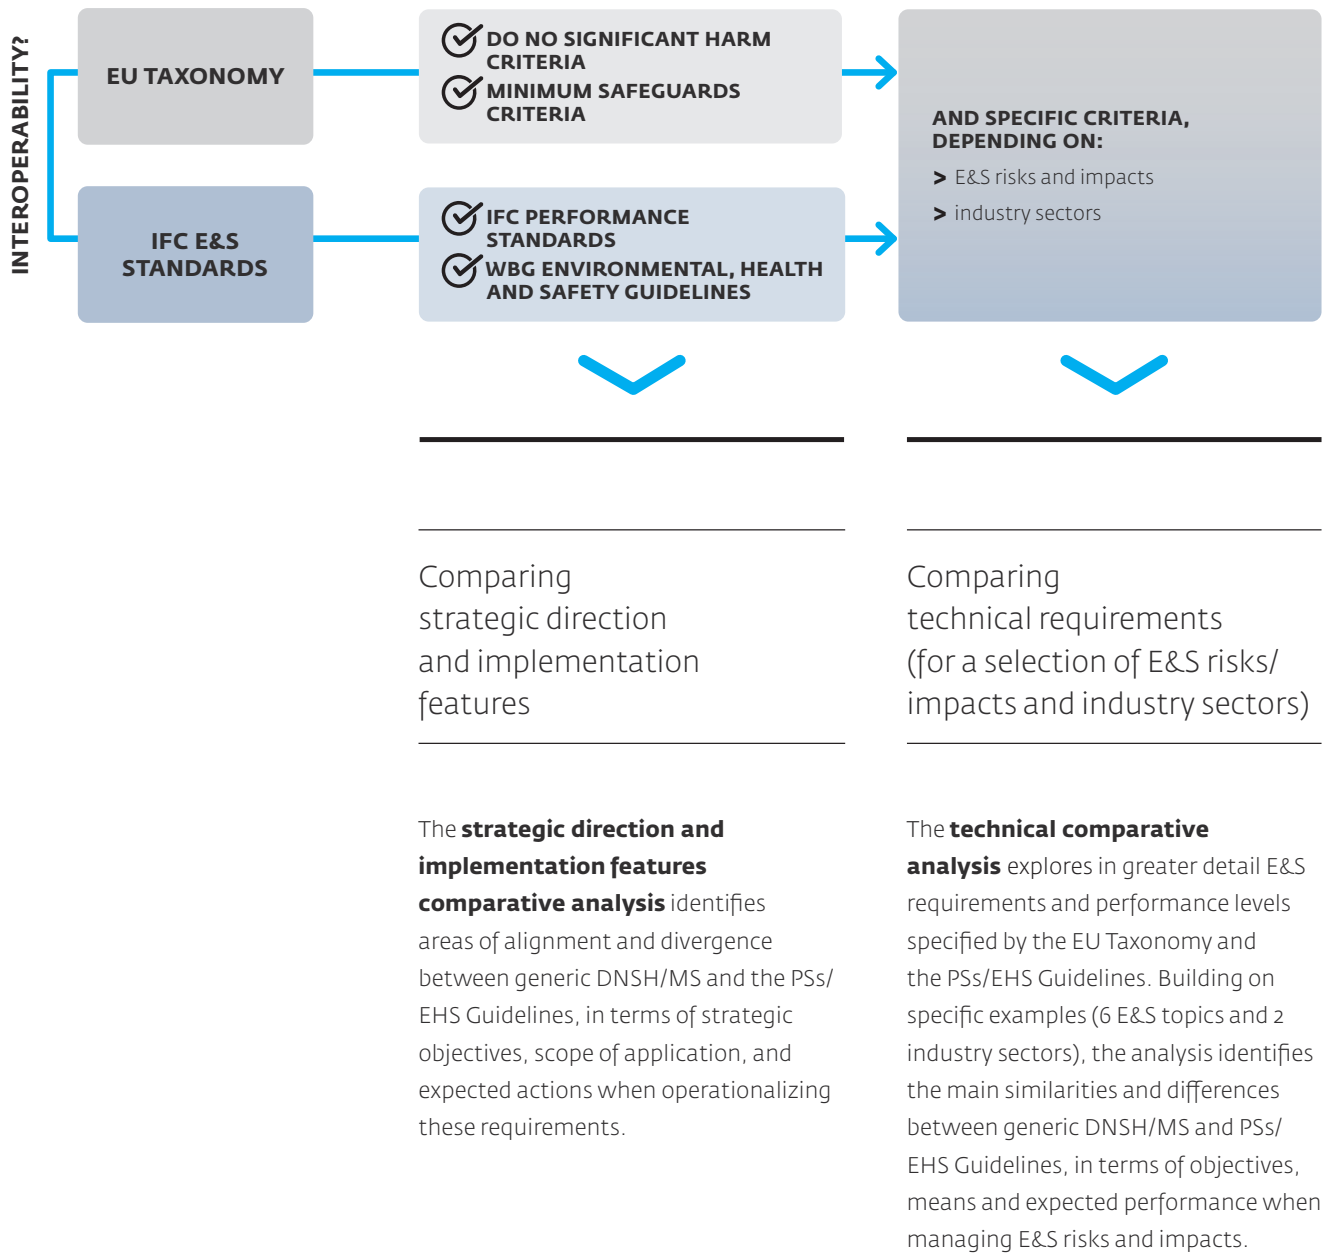 INTEROPERABILITY?
EU TAXONOMY
DO NO SIGNIFICANT HARM
CRITERIA
MINIMUM SAFEGUARDS
CRITERIA
IFC E&S
STANDARDS
IFC PERFORMANCE
STANDARDS
WBG ENVIRONMENTAL, HEALTH
AND SAFETY GUIDELINES
AND SPECIFIC CRITERIA,
DEPENDING ON:
> E&S risks and impacts
> industry sectors
Comparing
strategic direction
and implementation
features
The strategic direction and
implementation features
comparative analysis identifies
areas of alignment and divergence
between generic DNSH/MS and the PSs/
EHS Guidelines, in terms of strategic
objectives, scope of application, and
expected actions when operationalizing
these requirements.
Comparing
technical requirements
(for a selection of E&S risks/
impacts and industry sectors)
The technical comparative
analysis explores in greater detail E&S
requirements and performance levels
specified by the EU Taxonomy and
the PSs/EHS Guidelines. Building on
specific examples (6 E&S topics and 2
industry sectors), the analysis identifies
the main similarities and differences
between generic DNSH/MS and PSs/
EHS Guidelines, in terms of objectives,
means and expected performance when
managing E&S risks and impacts.